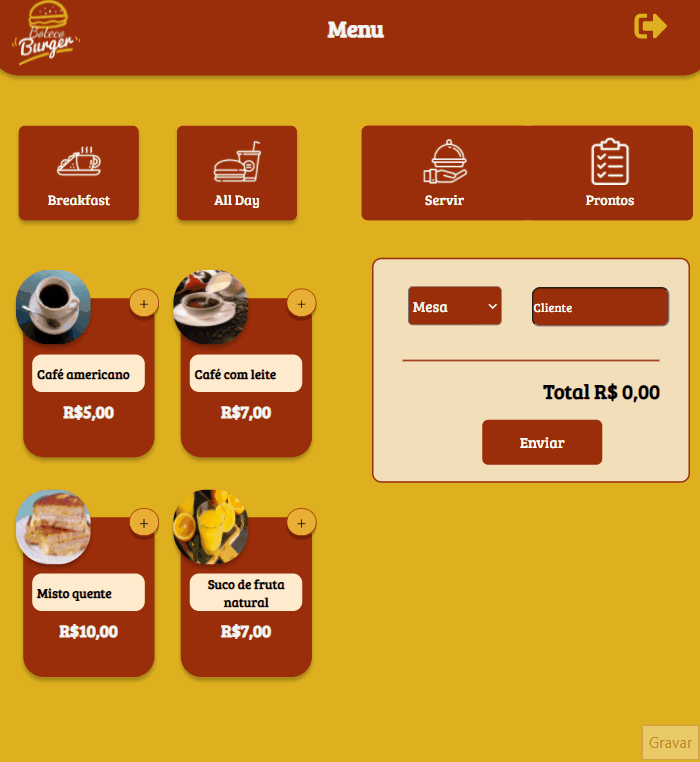 Boteco
Burger
Menu
Breakfast
All Day
Servir
Prontos
+
+
Café americano
Café com leite
R$5,00
R$7,00
+
+
Misto quente
Suco de fruta
natural
R$10,00
R$7,00
Mesa
Cliente
Total R$ 0,00
Enviar
Gravar